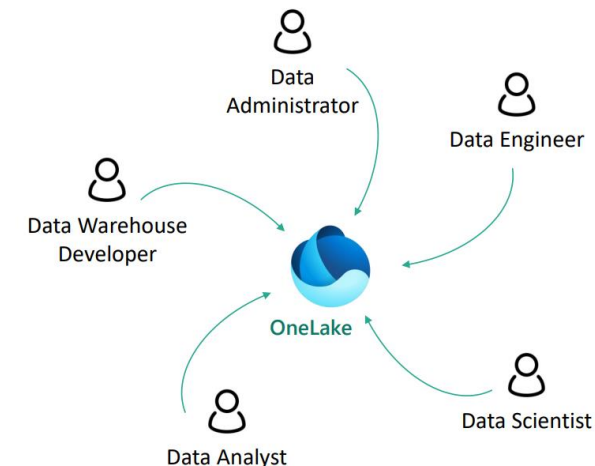 Data
Administrator
Data Engineer
Data Warehouse
Developer
OneLake
Data Scientist
Data Analyst